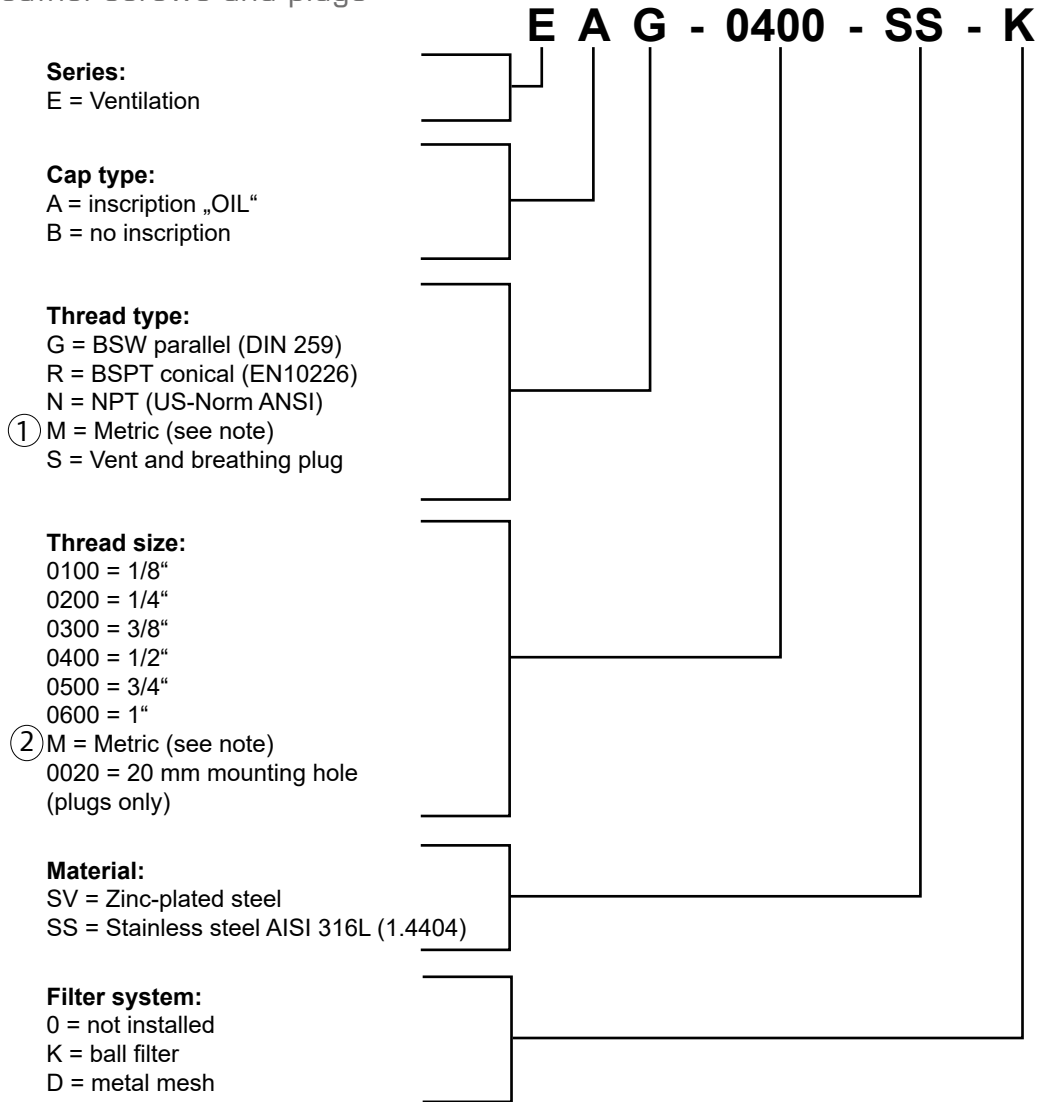 screws and plugs
E A G - 0400 - SS - K
Series:
E = Ventilation
Cap type:
A = inscription „OIL“
B = no inscription
Thread type:
G = BSW parallel (DIN 259)
R = BSPT conical (EN10226)
N = NPT (US-Norm ANSI)
1 M = Metric (see note)
S = Vent and breathing plug
Thread size:
0100 = 1/8“
0200 = 1/4“
0300 = 3/8“
0400 = 1/2“
0500 = 3/4“
0600 = 1“
2 M = Metric (see note)
0020 = 20 mm mounting hole
(plugs only)
Material:
SV = Zinc-plated steel
SS = Stainless steel AISI 316L (1.4404)
Filter system:
0 = not installed
K = ball filter
D = metal mesh